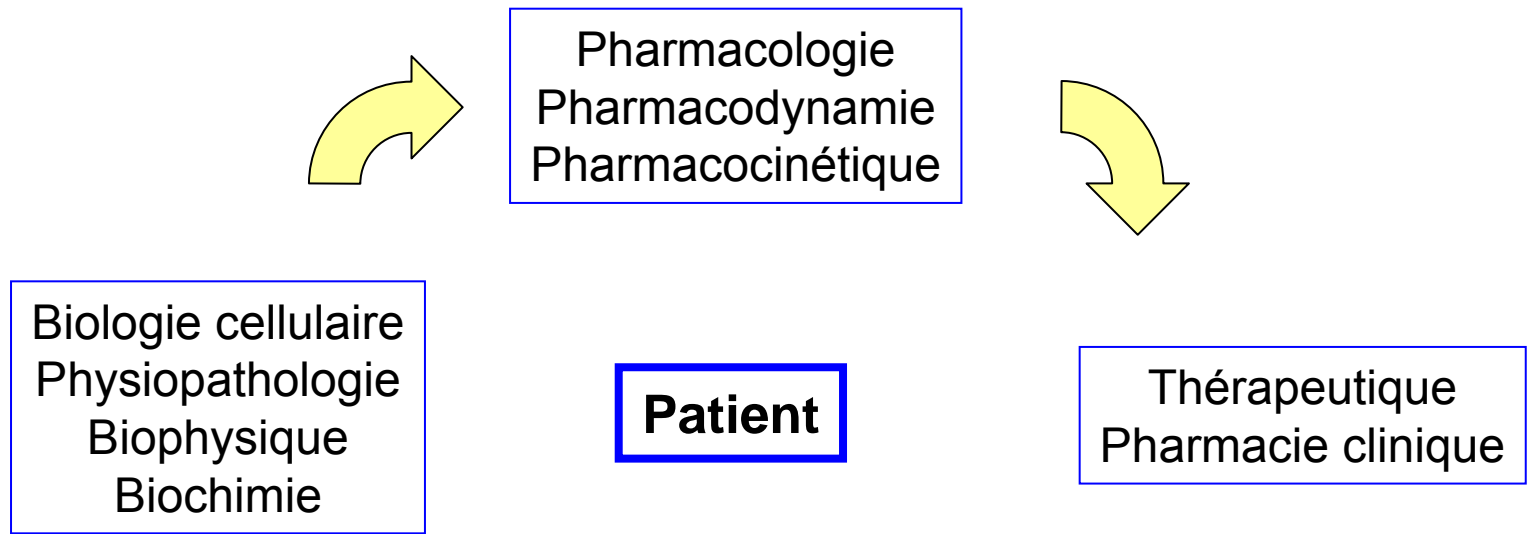 Pharmacologie
Pharmacodynamie
Pharmacocinétique
Biologie cellulaire
Physiopathologie
Biophysique
Biochimie
Patient
Thérapeutique
Pharmacie clinique